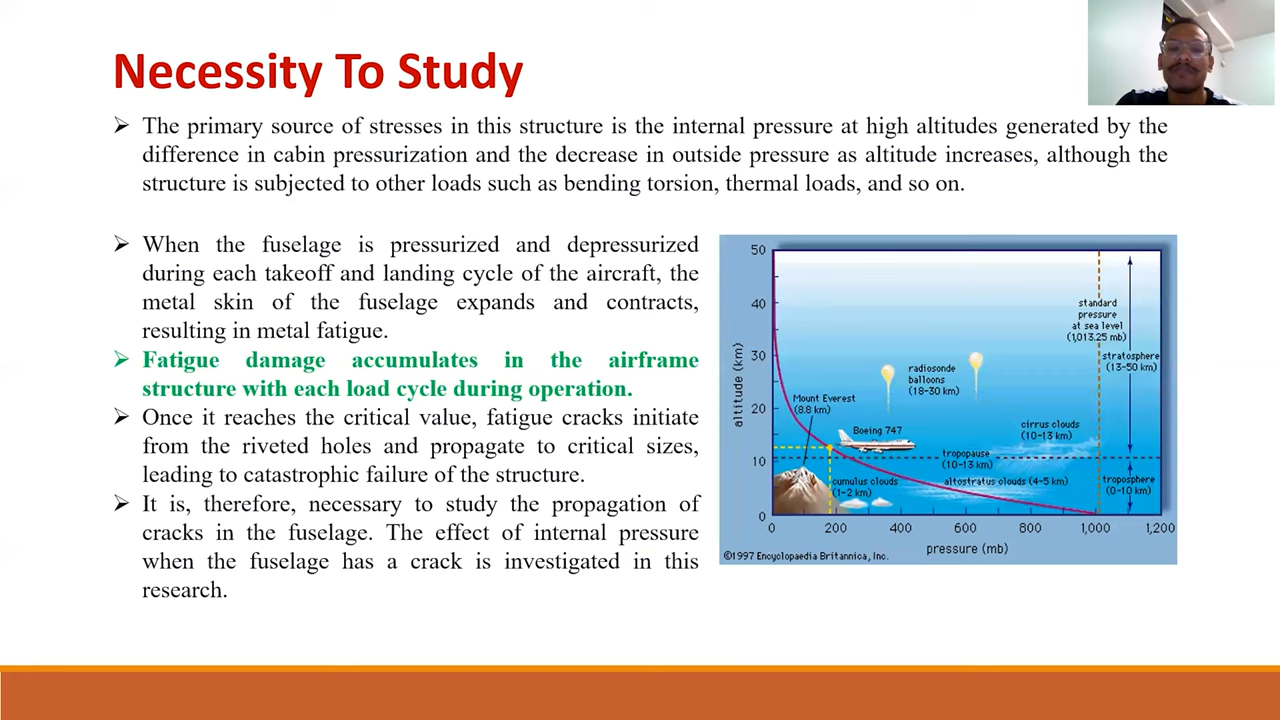 Necessity To Study
The primary source of stresses in this structure is the internal pressure at high altitudes generated by the
difference in cabin pressurization and the decrease in outside pressure as altitude increases, although the
structure is subjected to other loads such as bending torsion, thermal loads, and so on.
When the fuselage is pressurized and depressurized
during each takeoff and landing cycle of the aircraft, the
metal skin of the fuselage expands and contracts,
resulting in metal fatigue.
Fatigue damage accumulates in the airframe
structure with each load cycle during operation.
Once it reaches the critical value, fatigue cracks initiate
from the riveted holes and propagate to critical sizes,
leading to catastrophic failure of the structure.
It is, therefore, necessary to study the propagation of
cracks in the fuselage. The effect of internal pressure
when the fuselage has a crack is investigated in this
research.
50
40
30
20
10
0
altitude (km)
standard
pressure
at sea level
(1,013.25 mb)
stratosphere
(13-50 km)
radiosonde
balloons
(18-30 km)
Mount Everest
(8.8 km)
Boeing 747
cirrus clouds
(10-13 km)
tropopause
(10-13 km)
cumulus clouds
(1-2 km)
altostratus clouds (4-5 km)
troposphere
(0-10 km)
0
200
400
600
800
1,000
1,200
pressure (mb)
©1997 Encyclopaedia Britannica, Inc.